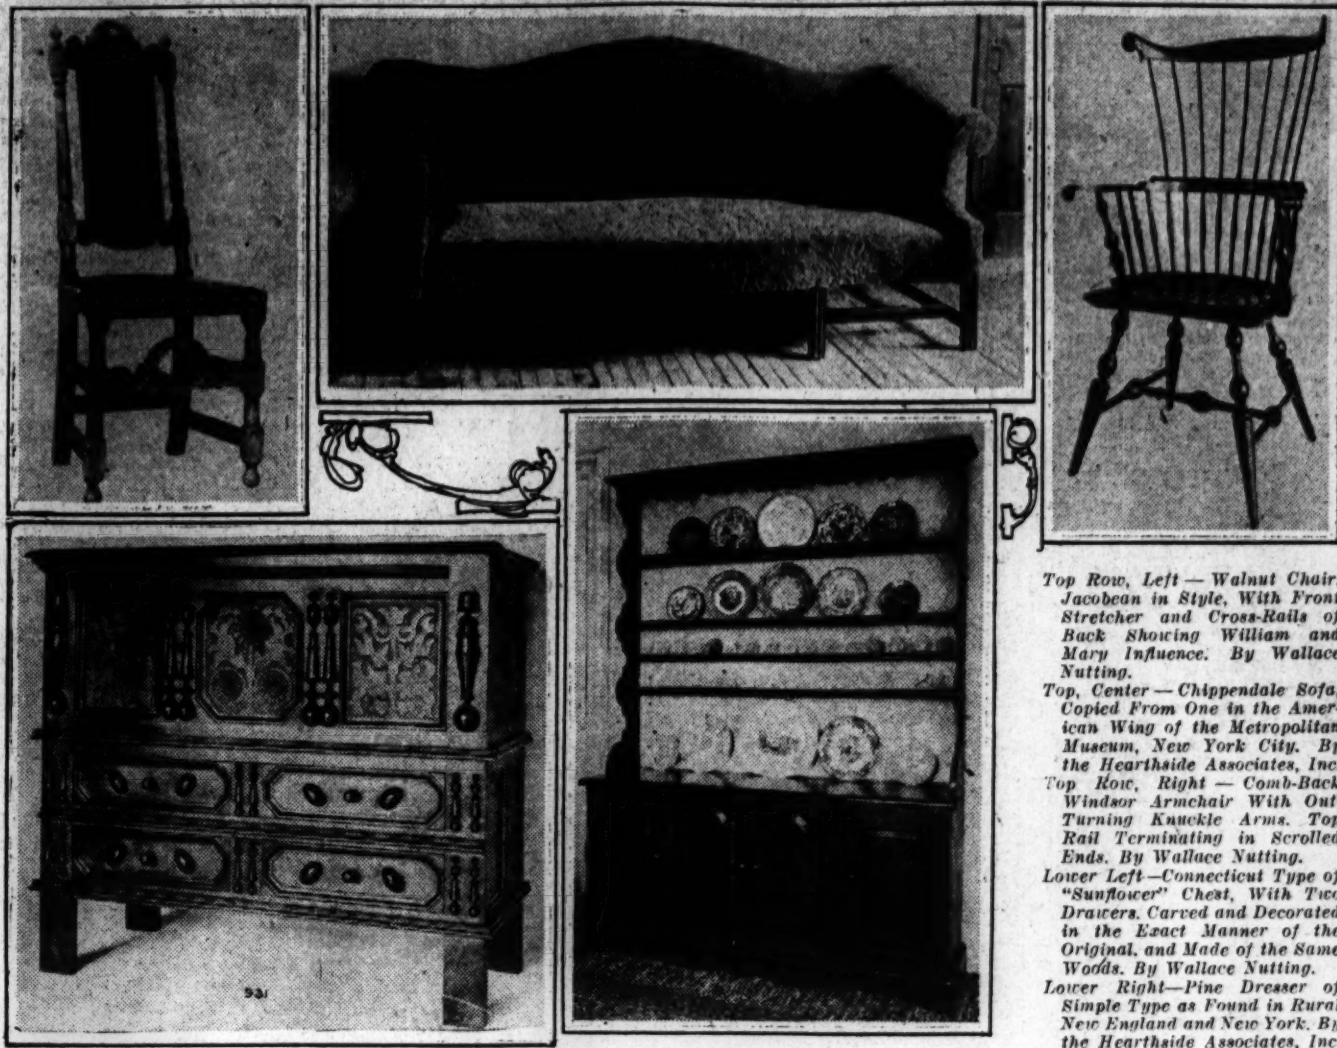 931
Top Row, Left — Walnut Chair,
Jacobean in Style, With Front
Stretcher and Cross-Rails of
Back Showing William and
Mary Influence. By Wallace
Nutting.
Top, Center — Chippendale Sofa,
Copied From One in the Amer-
ican Wing of the Metropolitan
Museum, New York City. By
the Hearthside Associates, Inc.
Top Row, Right — Comb-Back
Windsor Armchair With Out-
Turning Knuckle Arms. Top
Rail Terminating in Scrolled
Ends. By Wallace Nutting.
Lower Left—Connecticut Type of
"Sunflower" Chest, With Two
Drawers. Carved and Decorated
in the Exact Manner of the
Original, and Made of the Same
Woods. By Wallace Nutting.
Lower Right—Pine Dresser of
Simple Type as Found in Rural
New England and New York. By
the Hearthside Associates, Inc.